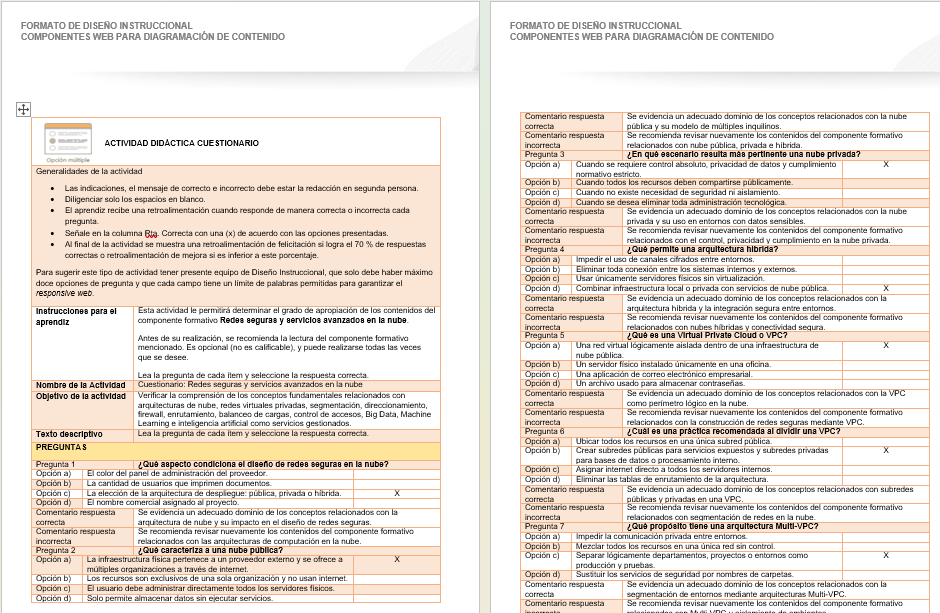 FORMATO DE DISEÑO INSTRUCCIONAL
COMPONENTES WEB PARA DIAGRAMACIÓN DE CONTENIDO
Opción múltiple
ACTIVIDAD DIDÁCTICA CUESTIONARIO
Generalidades de la actividad
• Las indicaciones, el mensaje de correcto e incorrecto debe estar la redacción en segunda persona.
• Diligenciar solo los espacios en blanco.
• El aprendiz recibe una retroalimentación cuando responde de manera correcta o incorrecta cada
pregunta.
• Señale en la columna Rta. Correcta con una (x) de acuerdo con las opciones presentadas.
• Al final de la actividad se muestra una retroalimentación de felicitación si logra el 70 % de respuestas
correctas o retroalimentación de mejora si es inferior a este porcentaje.
Para sugerir este tipo de actividad tener presente equipo de Diseño Instruccional, que solo debe haber máximo
doce opciones de pregunta y que cada campo tiene un límite de palabras permitidas para garantizar el
responsive web.
Instrucciones para el
aprendiz
Esta actividad le permitirá determinar el grado de apropiación de los contenidos del
componente formativo Redes seguras y servicios avanzados en la nube.
Antes de su realización, se recomienda la lectura del componente formativo
mencionado. Es opcional (no es calificable), y puede realizarse todas las veces
que se desee.
Lea la pregunta de cada ítem y seleccione la respuesta correcta.
Nombre de la Actividad Cuestionario: Redes seguras y servicios avanzados en la nube
Objetivo de la actividad
Verificar la comprensión de los conceptos fundamentales relacionados con
arquitecturas de nube, redes virtuales privadas, segmentación, direccionamiento,
firewall, enrutamiento, balanceo de cargas, control de accesos, Big Data, Machine
Learning e inteligencia artificial como servicios gestionados.
Texto descriptivo Lea la pregunta de cada ítem y seleccione la respuesta correcta.
PREGUNTAS
Pregunta 1 ¿Qué aspecto condiciona el diseño de redes seguras en la nube?
Opción a) El color del panel de administración del proveedor.
Opción b) La cantidad de usuarios que imprimen documentos.
Opción c) La elección de la arquitectura de despliegue: pública, privada o híbrida. X
Opción d) El nombre comercial asignado al proyecto.
Comentario respuesta
correcta
Se evidencia un adecuado dominio de los conceptos relacionados con la
arquitectura de nube y su impacto en el diseño de redes seguras.
Comentario respuesta
incorrecta
Se recomienda revisar nuevamente los contenidos del componente formativo
relacionados con las arquitecturas de computación en la nube.
Pregunta 2 ¿Qué caracteriza a una nube pública?
Opción a) La infraestructura física pertenece a un proveedor externo y se ofrece a
múltiples organizaciones a través de internet. X
Opción b) Los recursos son exclusivos de una sola organización y no usan internet.
Opción c) El usuario debe administrar directamente todos los servidores físicos.
Opción d) Solo permite almacenar datos sin ejecutar servicios.
FORMATO DE DISEÑO INSTRUCCIONAL
COMPONENTES WEB PARA DIAGRAMACIÓN DE CONTENIDO
Comentario respuesta
correcta
Se evidencia un adecuado dominio de los conceptos relacionados con la nube
pública y su modelo de múltiples inquilinos.
Comentario respuesta
incorrecta
Se recomienda revisar nuevamente los contenidos del componente formativo
relacionados con nube pública, privada e híbrida.
Pregunta 3 ¿En qué escenario resulta más pertinente una nube privada?
Opción a) Cuando se requiere control absoluto, privacidad de datos y cumplimiento
normativo estricto. X
Opción b) Cuando todos los recursos deben compartirse públicamente.
Opción c) Cuando no existe necesidad de seguridad ni aislamiento.
Opción d) Cuando se desea eliminar toda administración tecnológica.
Comentario respuesta
correcta
Se evidencia un adecuado dominio de los conceptos relacionados con la nube
privada y su uso en entornos con datos sensibles.
Comentario respuesta
incorrecta
Se recomienda revisar nuevamente los contenidos del componente formativo
relacionados con el control, privacidad y cumplimiento en la nube privada.
Pregunta 4 ¿Qué permite una arquitectura híbrida?
Opción a) Impedir el uso de canales cifrados entre entornos.
Opción b) Eliminar toda conexión entre los sistemas internos y externos.
Opción c) Usar únicamente servidores físicos sin virtualización.
Opción d) Combinar infraestructura local o privada con servicios de nube pública. X
Comentario respuesta
correcta
Se evidencia un adecuado dominio de los conceptos relacionados con la
arquitectura híbrida y la integración segura entre entornos.
Comentario respuesta
incorrecta
Se recomienda revisar nuevamente los contenidos del componente formativo
relacionados con nubes híbridas y conectividad segura.
Pregunta 5 ¿Qué es una Virtual Private Cloud o VPC?
Opción a) Una red virtual lógicamente aislada dentro de una infraestructura de
nube pública. X
Opción b) Un servidor físico instalado únicamente en una oficina.
Opción c) Una aplicación de correo electrónico empresarial.
Opción d) Un archivo usado para almacenar contraseñas.
Comentario respuesta
correcta
Se evidencia un adecuado dominio de los conceptos relacionados con la VPC
como perímetro lógico en la nube.
Comentario respuesta
incorrecta
Se recomienda revisar nuevamente los contenidos del componente formativo
relacionados con la construcción de redes seguras mediante VPC.
Pregunta 6 ¿Cuál es una práctica recomendada al dividir una VPC?
Opción a) Ubicar todos los recursos en una única subred pública.
Opción b) Crear subredes públicas para servicios expuestos y subredes privadas
para bases de datos o procesamiento interno. X
Opción c) Asignar internet directo a todos los servidores internos.
Opción d) Eliminar las tablas de enrutamiento de la arquitectura.
Comentario respuesta
correcta
Se evidencia un adecuado dominio de los conceptos relacionados con subredes
públicas y privadas en una VPC.
Comentario respuesta
incorrecta
Se recomienda revisar nuevamente los contenidos del componente formativo
relacionados con segmentación de redes en la nube.
Pregunta 7 ¿Qué propósito tiene una arquitectura Multi-VPC?
Opción a) Impedir la comunicación privada entre entornos.
Opción b) Mezclar todos los recursos en una única red sin control.
Opción c) Separar lógicamente departamentos, proyectos o entornos como
producción y pruebas. X
Opción d) Sustituir los servicios de seguridad por nombres de carpetas.
Comentario respuesta
correcta
Se evidencia un adecuado dominio de los conceptos relacionados con la
segmentación de entornos mediante Multi-VPC.
Comentario respuesta
Se recomienda revisar nuevamente los contenidos del componente formativo